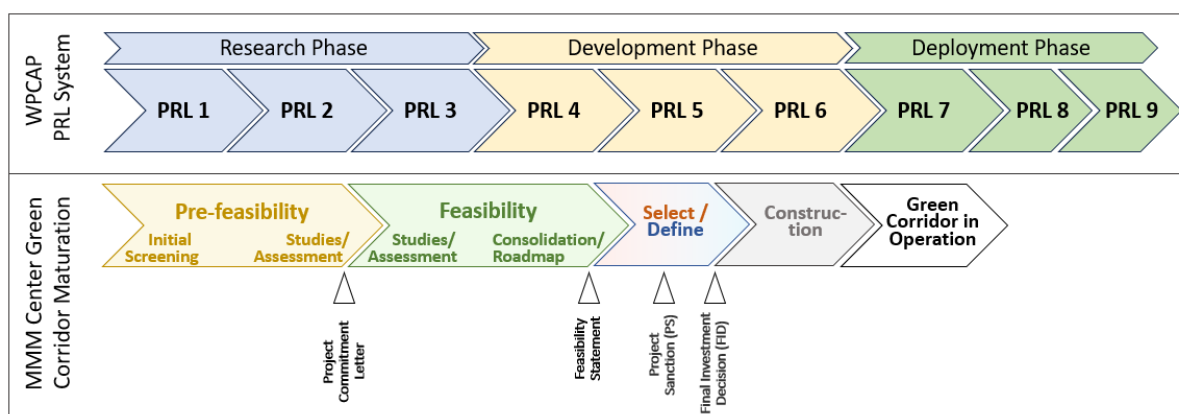 WPCAP
PRL System
Research Phase
Development Phase
Deployment Phase
PRL 1
PRL 2
PRL 3
PRL 4
PRL 5
PRL 6
PRL 7
PRL 8
PRL 9
MMM Center Green
Corridor Maturation
Pre-feasibility
Initial
Screening
Studies/
Assessment
Feasibility
Studies/
Assessment
Consolidation/
Roadmap
Select /
Define
Construc-
tion
Green
Corridor in
Operation
Project
Commitment
Letter
Feasibility
Statement
Project
Sanction (PS)
Final Investment
Decision (FID)